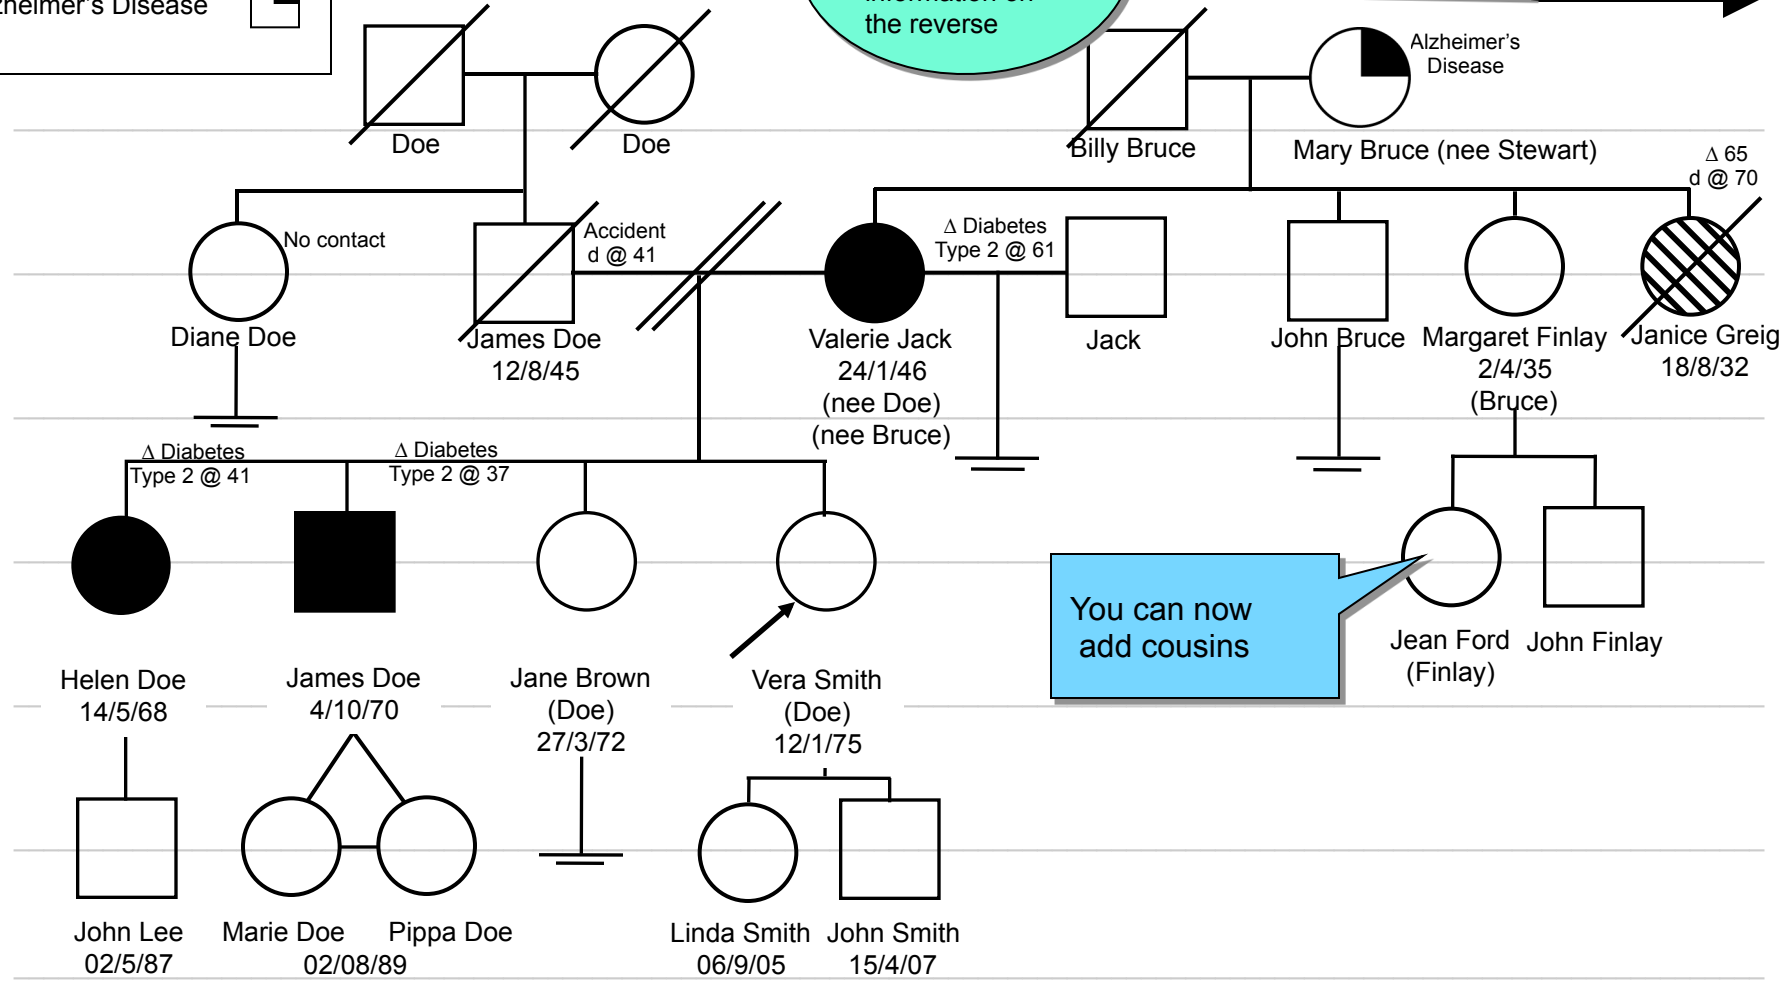 zheimer's Disease
information on
the reverse
Alzheimer's
Disease
Doe
Doe
Billy Bruce
Mary Bruce (nee Stewart)
Δ 65
d @ 70
No contact
Accident
d @ 41
Δ Diabetes
Type 2 @ 61
Diane Doe
James Doe
12/8/45
Valerie Jack
24/1/46
(nee Doe)
(nee Bruce)
Jack
John Bruce
Margaret Finlay
2/4/35
(Bruce)
Janice Greig
18/8/32
Δ Diabetes
Type 2 @ 41
Δ Diabetes
Type 2 @ 37
You can now
add cousins
Jean Ford
(Finlay)
John Finlay
Helen Doe
14/5/68
James Doe
4/10/70
Jane Brown
(Doe)
27/3/72
Vera Smith
(Doe)
12/1/75
John Lee
02/5/87
Marie Doe
Pippa Doe
02/08/89
Linda Smith
06/9/05
John Smith
15/4/07